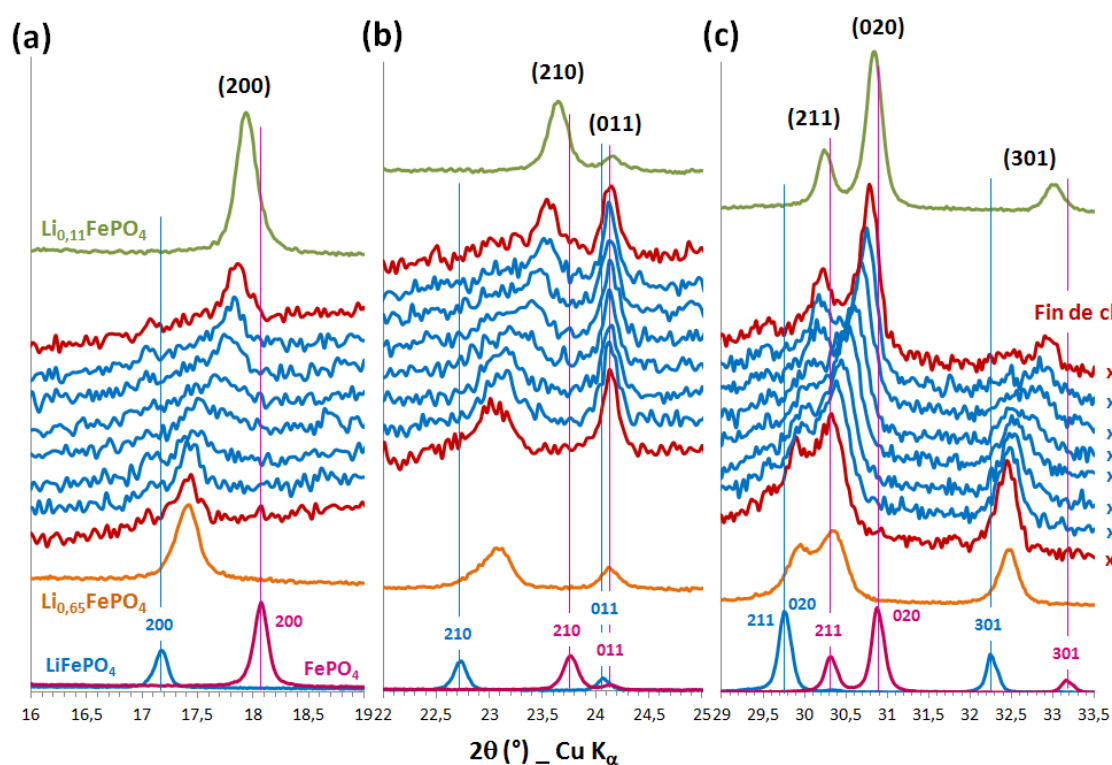 (a)
(200)
Li0,11FePO4
Li0,65FePO4
200
200
LiFePO4
FePO4
16
16,5
17
17,5
18
18,5
19
(b)
(210)
(011)
210
210
011
011
22
22,5
23
23,5
24
24,5
25
(c)
(020)
(211)
(301)
Fin de cl
x
x
x
x
x
x
x
211
020
211
020
301
301
29
29,5
30
30,5
31
31,5
32
32,5
33
33,5
2θ (°) _ Cu Kα